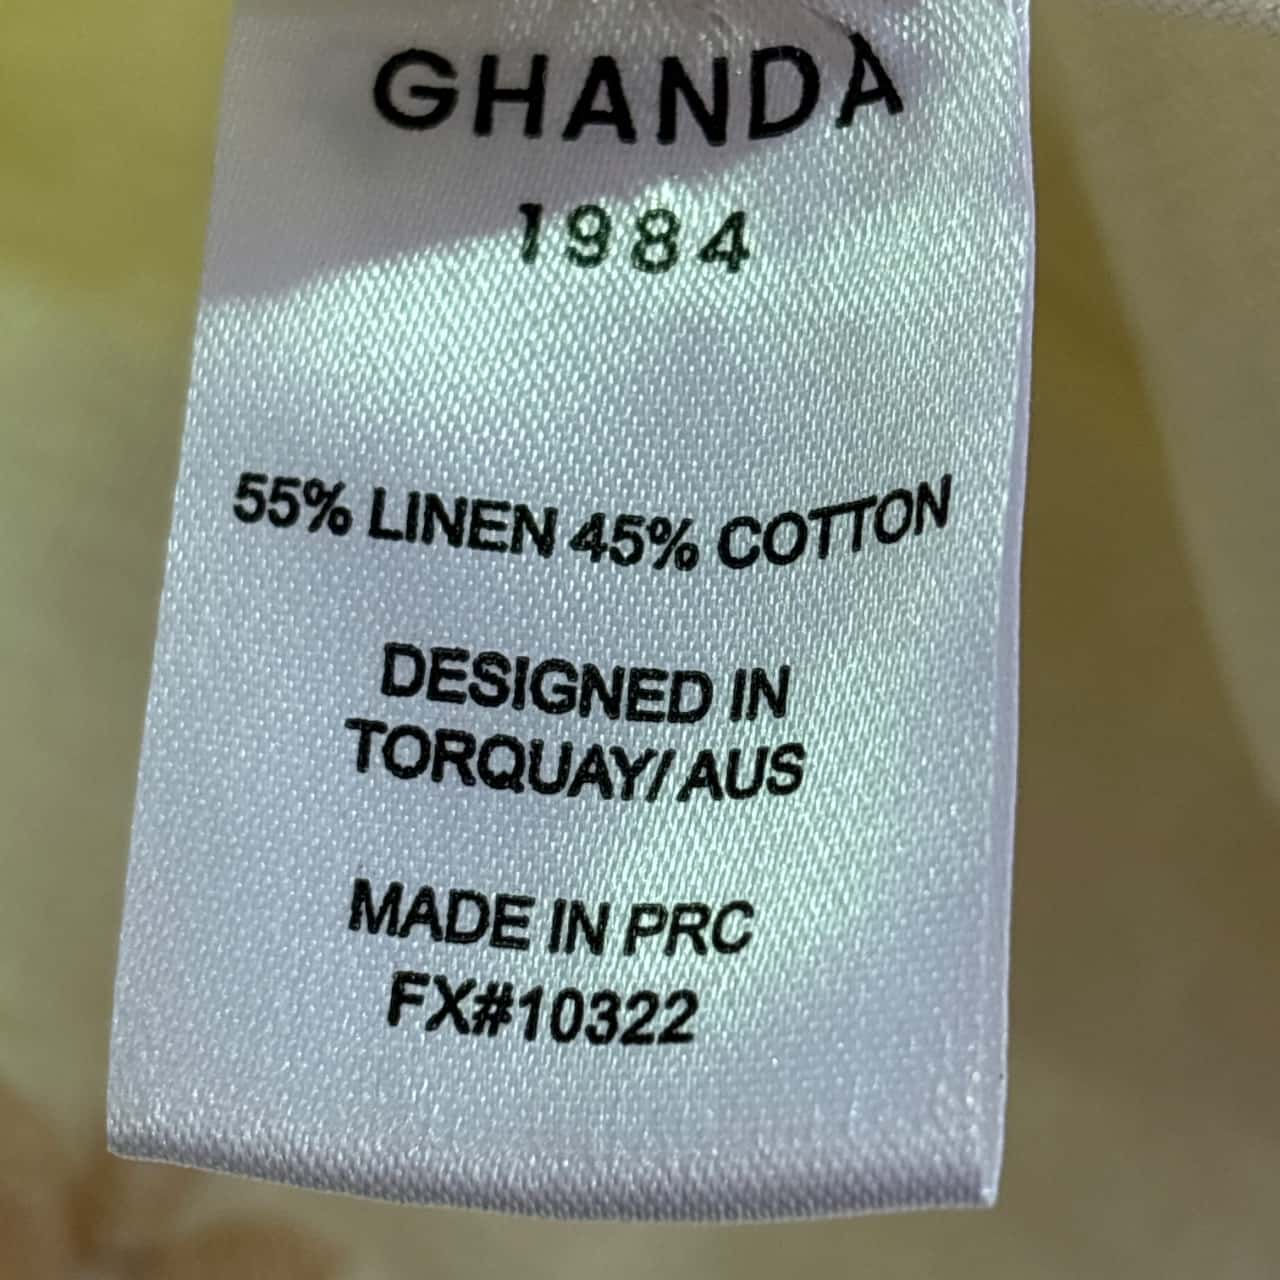 GHANDA
1984
55% LINEN 45% COTTON
DESIGNED IN
TORQUAY/ AUS
MADE IN PRC
FX#10322